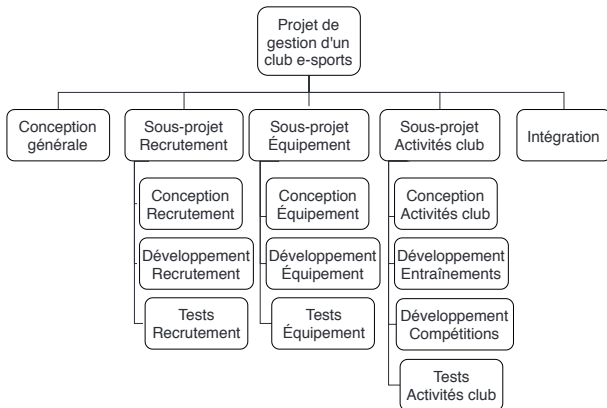 Projet de
gestion d'un
club e-sports
Conception
générale
Sous-projet
Recrutement
Sous-projet
Équipement
Sous-projet
Activités club
Intégration
Conception
Recrutement
Développement
Recrutement
Tests
Recrutement
Conception
Équipement
Développement
Équipement
Tests
Équipement
Conception
Activités club
Développement
Entraînements
Développement
Compétitions
Tests
Activités club